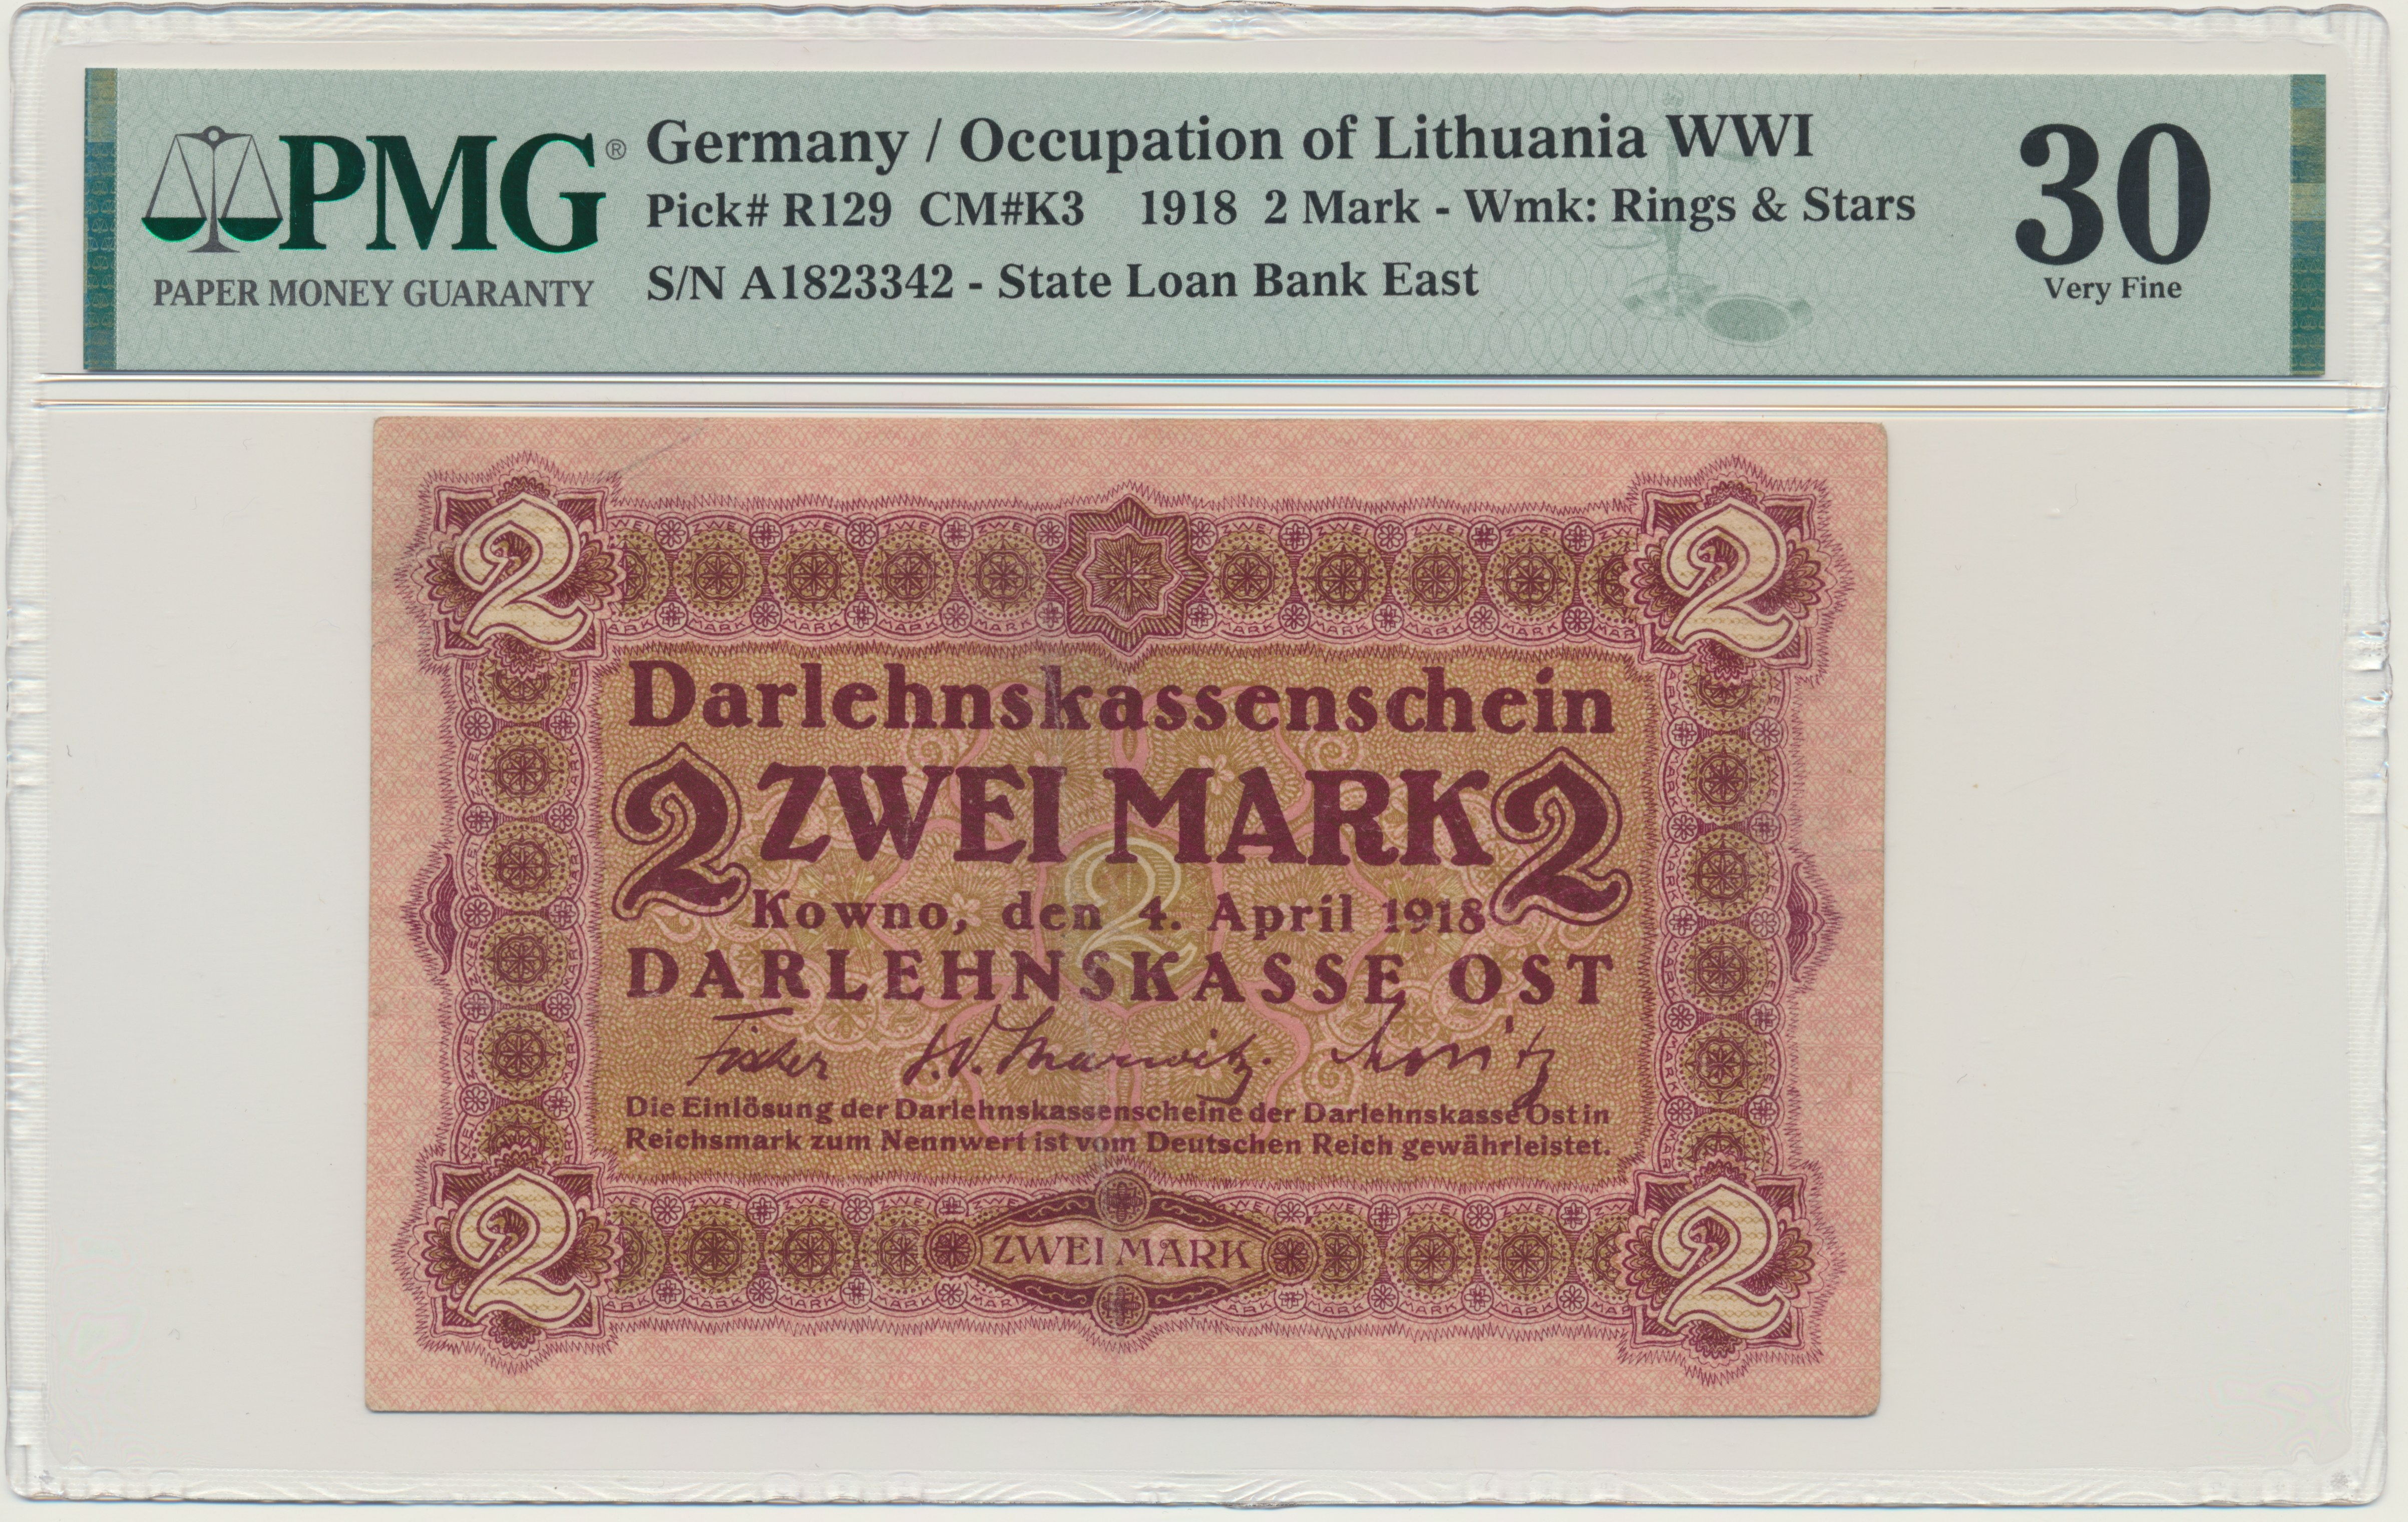 PMG®
PAPER MONEY GUARANTY
Germany / Occupation of Lithuania WWI
Pick# R129 CM#K3 1918 2 Mark - Wmk: Rings & Stars
S/N A1823342 - State Loan Bank East
30
Very Fine
2 2
Darlehnskassenschein
2 ZWEI MARK 2
2
Kowno, den 4. April 1918
DARLEHNSKASSE OST
Fischer
Die Einlösung der Darlehnskassenscheine der Darlehnskasse Ost in
Reichsmark zum Nennwert ist vom Deutschen Reich gewährleistet.
2 ZWEI MARK 2